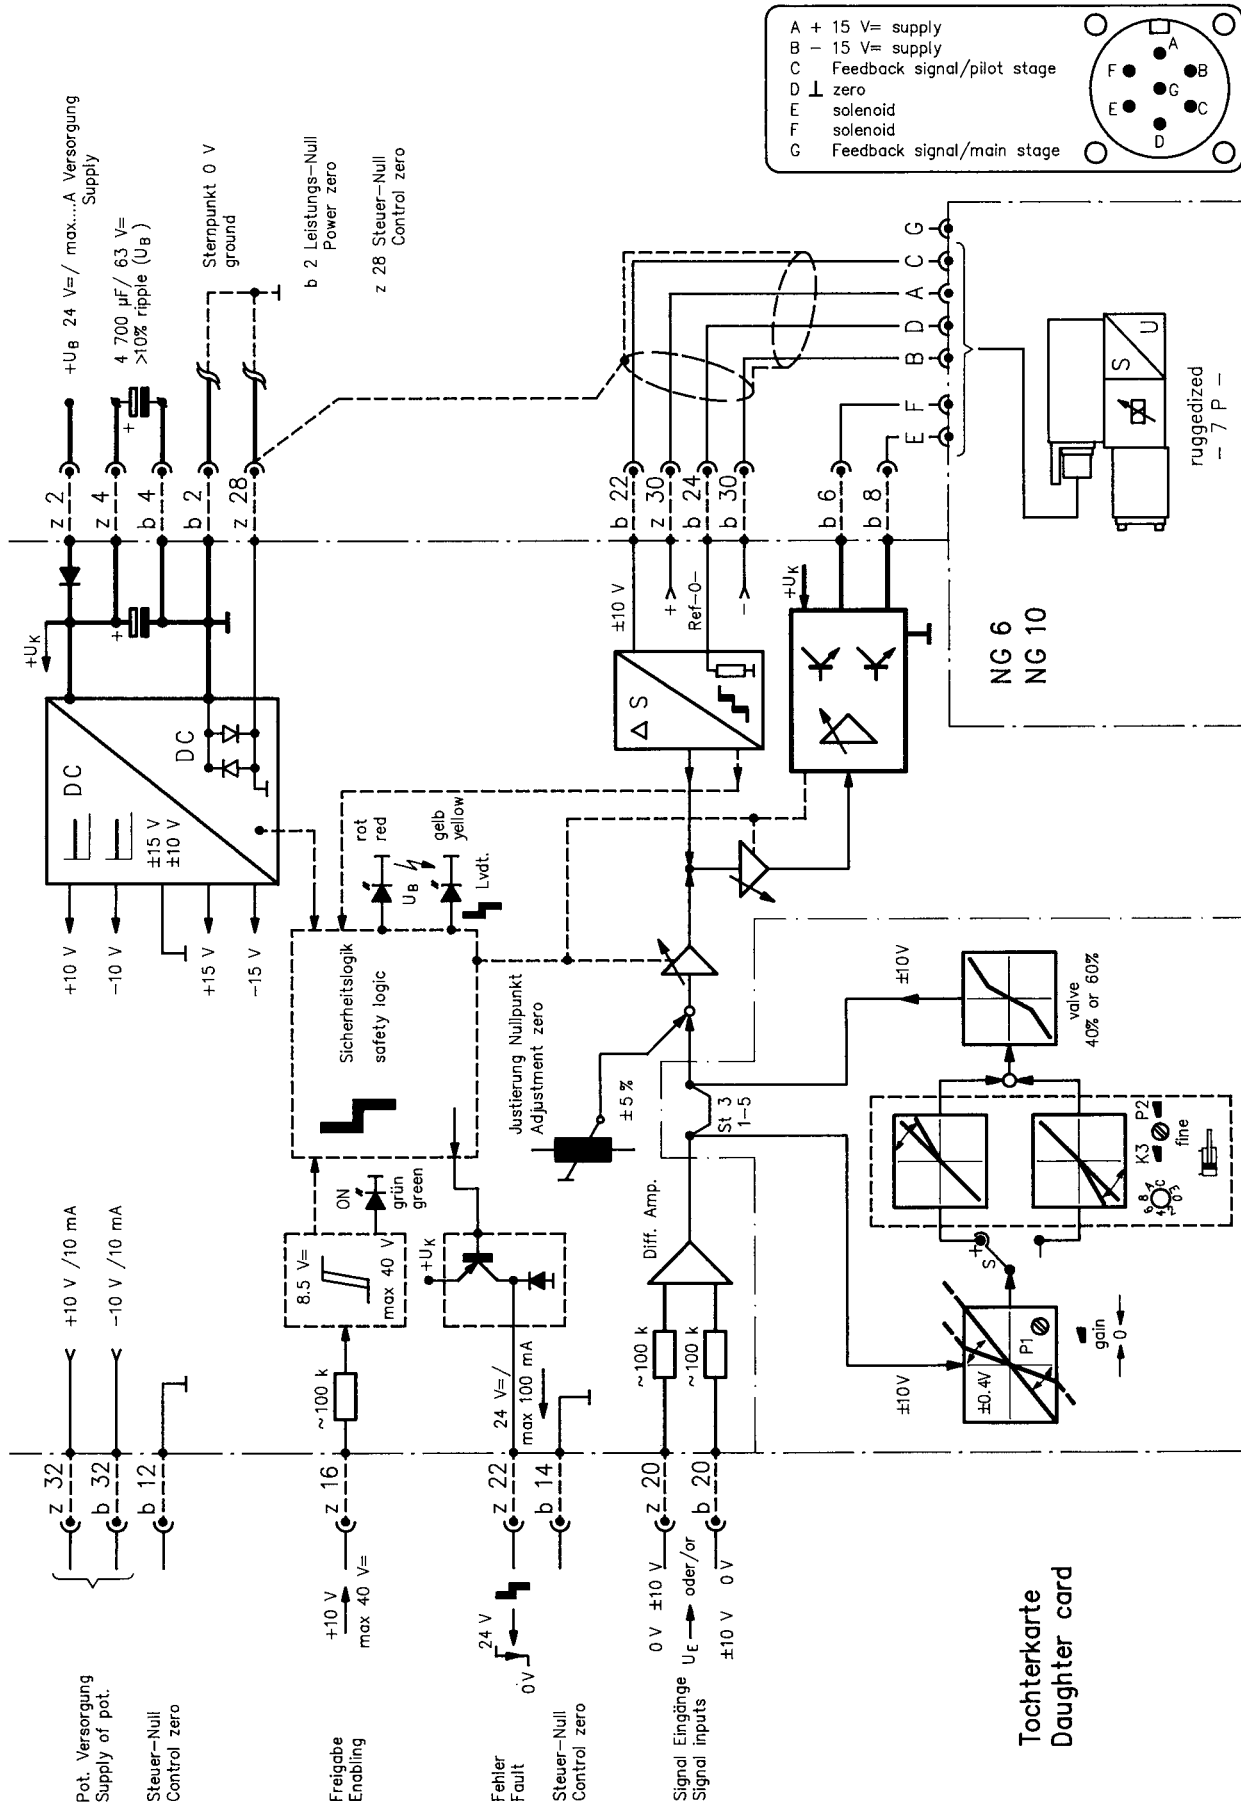 A + 15 V= supply
B − 15 V= supply
C Feedback signal/pilot stage
D ⊥ zero
E solenoid
F solenoid
G Feedback signal/main stage
A
B
C
D
E
F
G
+UB 24 V=/ max...A Versorgung
Supply
4 700 µF/ 63 V=
>10% ripple (UB)
+
Sternpunkt 0 V
ground
b 2 Leistungs-Null
Power zero
z 28 Steuer-Null
Control zero
z 2
z 4
b 4
b 2
z 28
+UK
+
DC
DC
±15 V
±10 V
+10 V
−10 V
+15 V
−15 V
Sicherheitslogik
safety logic
rot
red
UB
gelb
yellow
Lvdt.
Pot. Versorgung
Supply of pot.
Steuer-Null
Control zero
+10 V /10 mA
−10 V /10 mA
z 32
b 32
b 12
Freigabe
Enabling
+10 V
max 40 V=
z 16
~100 k
8.5 V=
max 40 V
ON
grün
green
Fehler
Fault
24 V
0V
z 22
24 V=/
max 100 mA
+UK
Steuer-Null
Control zero
b 14
Signal Eingänge
Signal inputs
0 V ±10 V
UE oder/or
±10 V 0 V
z 20
b 20
~100 k
~100 k
Diff. Amp.
Justierung Nullpunkt
Adjustment zero
±5%
St 3
1-5
Δ S
±10 V
+
Ref-0-
−
b 22
z 30
b 24
b 30
+UK
b 6
b 8
E
F
B
D
A
C
G
NG 6
NG 10
S
U
ruggedized
– 7 P –
Tochterkarte
Daughter card
±10V
±0.4V
P1
gain
0
S
+
K3
P2
fine
6 8 A C
4 2 0 3
±10V
valve
40% or 60%